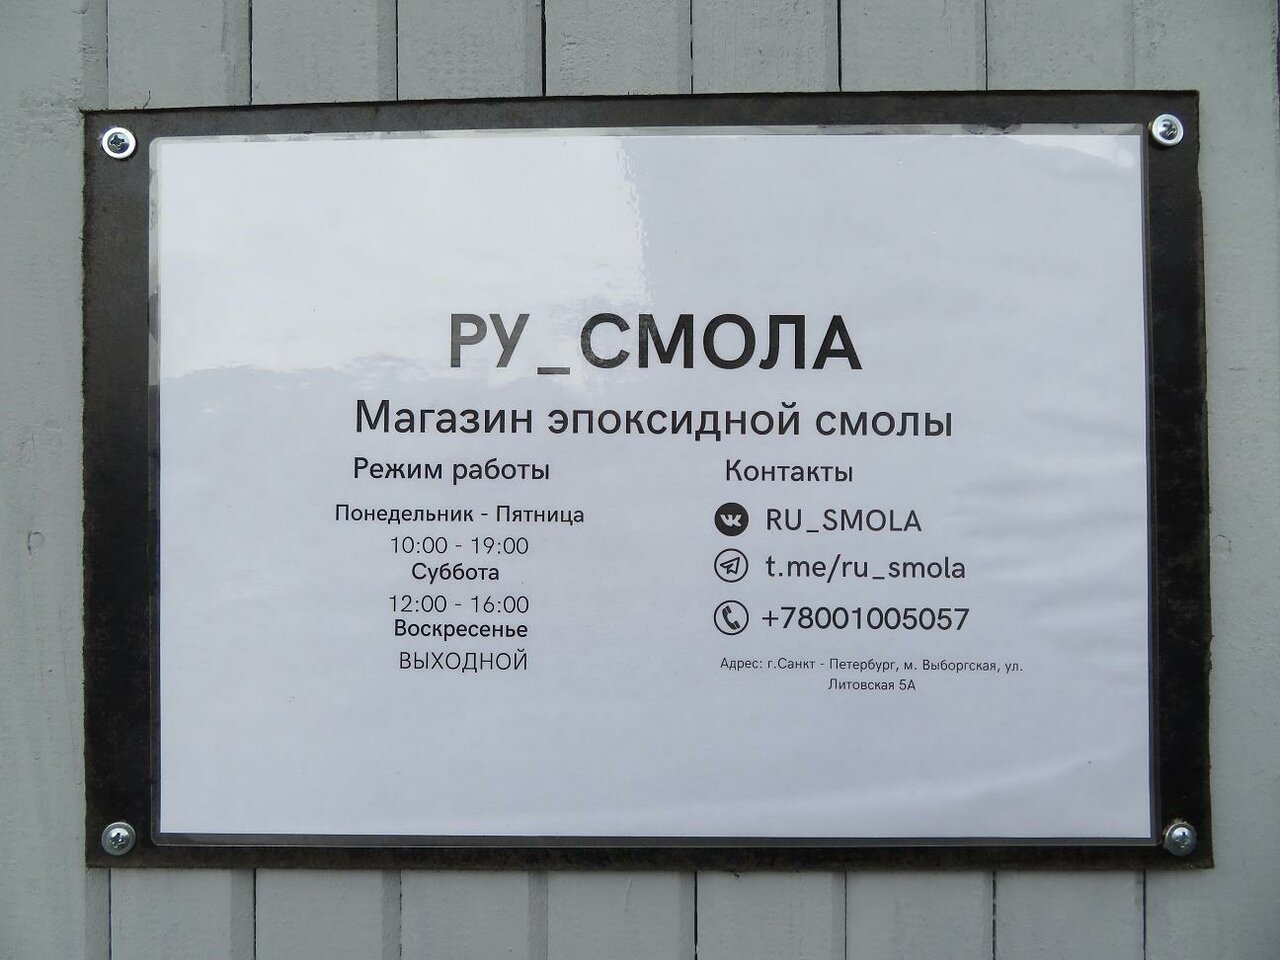 РУ_СМОЛА
Магазин эпоксидной смолы
Режим работы
Понедельник - Пятница
10:00 - 19:00
Суббота
12:00 - 16:00
Воскресенье
ВЫХОДНОЙ
Контакты
RU_SMOLA
t.me/ru_smola
+78001005057
Адрес: г.Санкт - Петербург, м. Выборгская, ул.
Литовская 5А